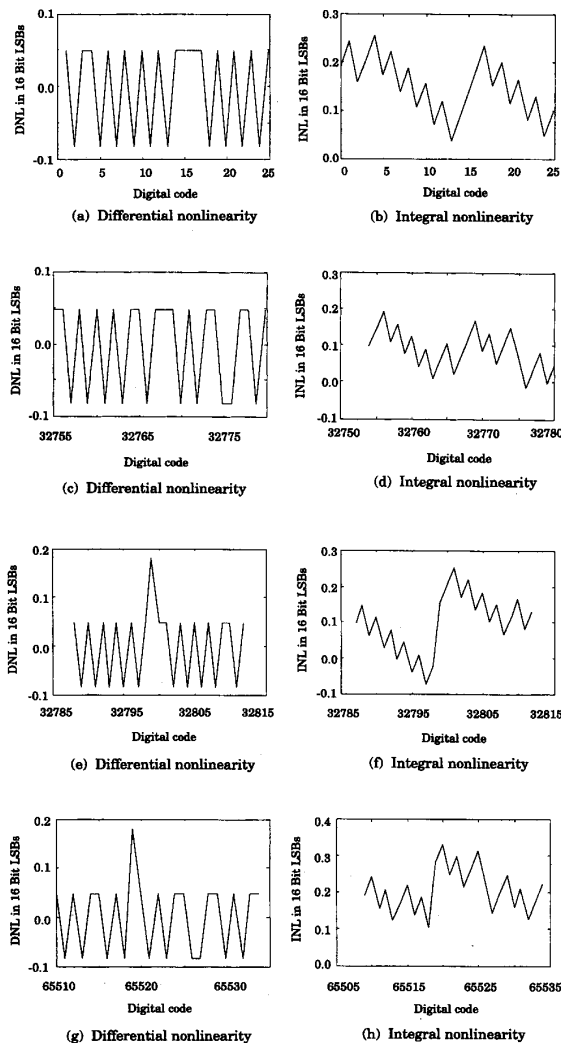 DNL in 16 Bit LSBs
0.1
0.0
-0.1
0 5 10 15 20 25
Digital code
(a) Differential nonlinearity
INL in 16 Bit LSBs
0.3
0.2
0.1
0.0
0 5 10 15 20 25
Digital code
(b) Integral nonlinearity
DNL in 16 Bit LSBs
0.1
0.0
-0.1
32755 32765 32775
Digital code
(c) Differential nonlinearity
INL in 16 Bit LSBs
0.3
0.2
0.1
0.0
-0.1
32750 32760 32770 32780
Digital code
(d) Integral nonlinearity
DNL in 16 Bit LSBs
0.2
0.1
0.0
-0.1
32785 32795 32805 32815
Digital code
(e) Differential nonlinearity
INL in 16 Bit LSBs
0.3
0.2
0.1
0.0
-0.1
32785 32795 32805 32815
Digital code
(f) Integral nonlinearity
DNL in 16 Bit LSBs
0.2
0.1
0.0
-0.1
65510 65520 65530
Digital code
(g) Differential nonlinearity
INL in 16 Bit LSBs
0.4
0.3
0.2
0.1
0.0
65505 65515 65525 65535
Digital code
(h) Integral nonlinearity